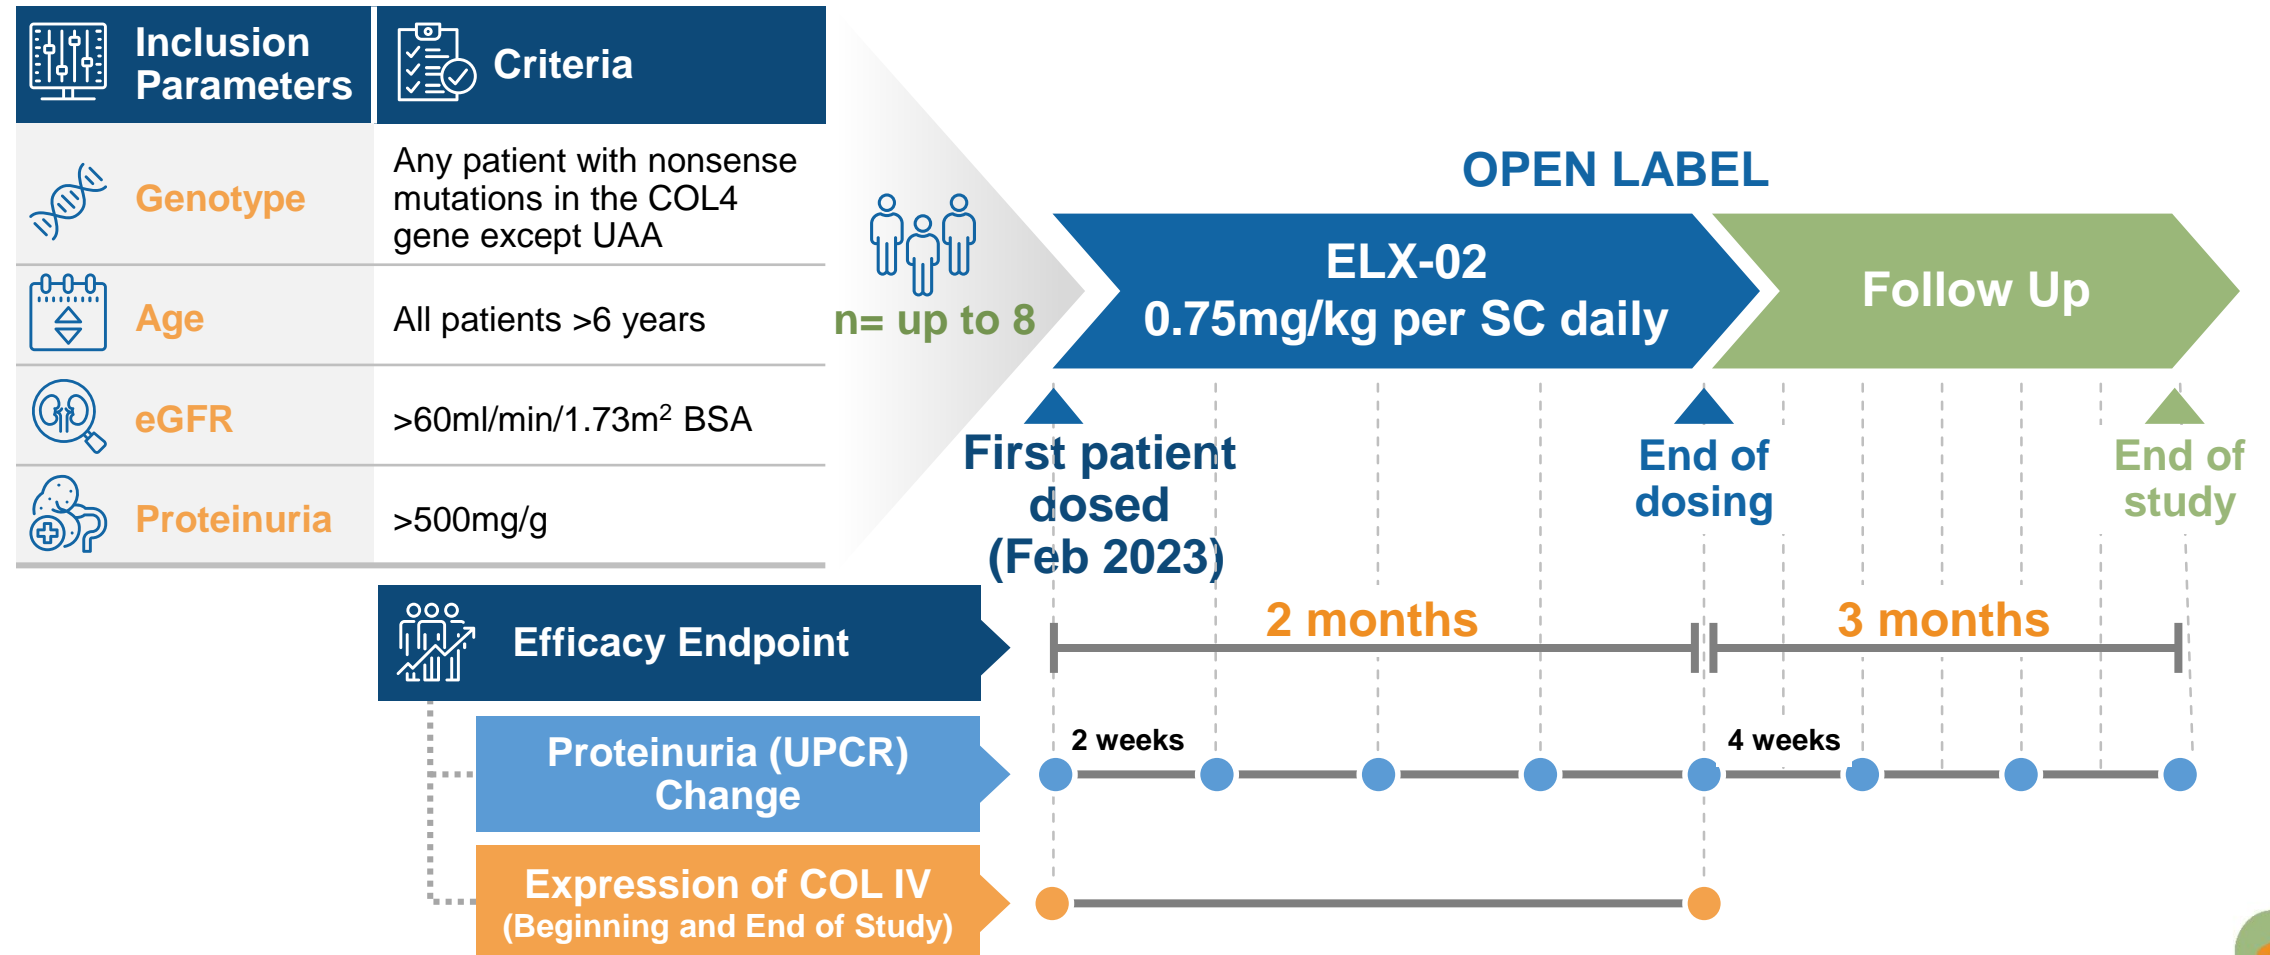 Inclusion
Parameters
Criteria
Genotype
Any patient with nonsense
mutations in the COL4
gene except UAA
Age
All patients >6 years
eGFR
>60ml/min/1.73m² BSA
Proteinuria
>500mg/g
n= up to 8
OPEN LABEL
ELX-02
0.75mg/kg per SC daily
Follow Up
First patient
dosed
(Feb 2023)
End of
dosing
End of
study
Efficacy Endpoint
2 months
3 months
Proteinuria (UPCR)
Change
2 weeks
4 weeks
Expression of COL IV
(Beginning and End of Study)